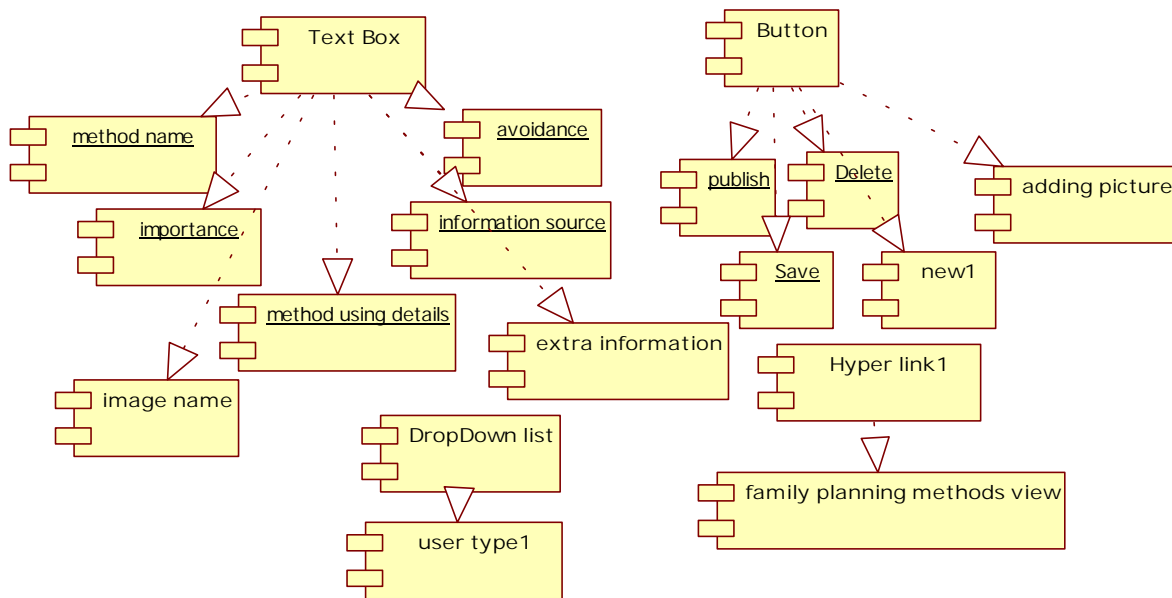 Text Box
Button
method name
avoidance
publish
Delete
adding picture
importance
information source
Save
new1
method using details
extra information
Hyper link1
image name
DropDown list
family planning methods view
user type1